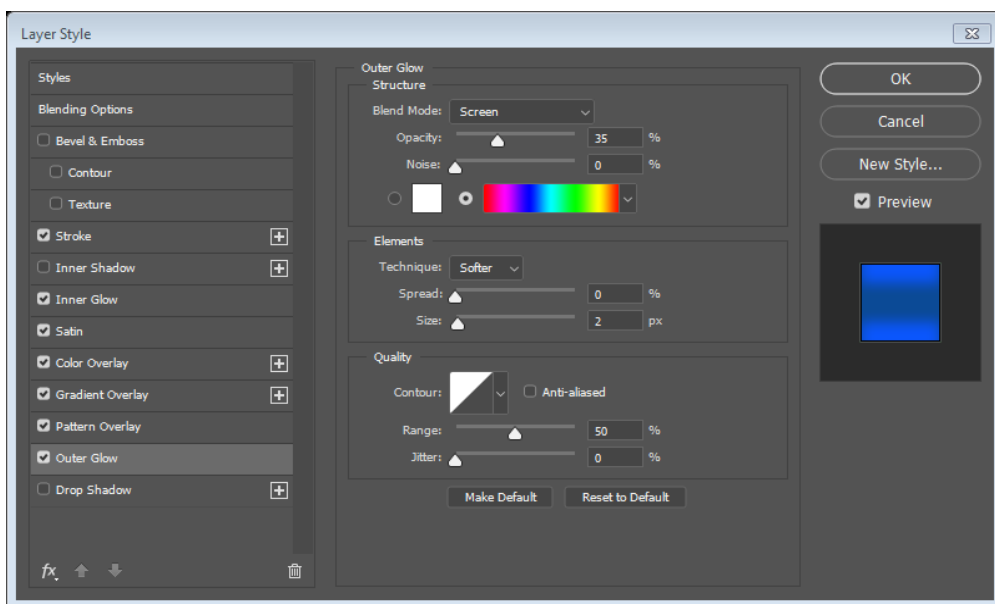 Layer Style
Styles
Blending Options
Bevel & Emboss
Contour
Texture
Stroke
Inner Shadow
Inner Glow
Satin
Color Overlay
Gradient Overlay
Pattern Overlay
Outer Glow
Drop Shadow
fx
Outer Glow
Structure
Blend Mode: Screen
Opacity: 35 %
Noise: 0 %
Elements
Technique: Softer
Spread: 0 %
Size: 2 px
Quality
Contour: Anti-aliased
Range: 50 %
Jitter: 0 %
Make Default Reset to Default
OK
Cancel
New Style...
Preview